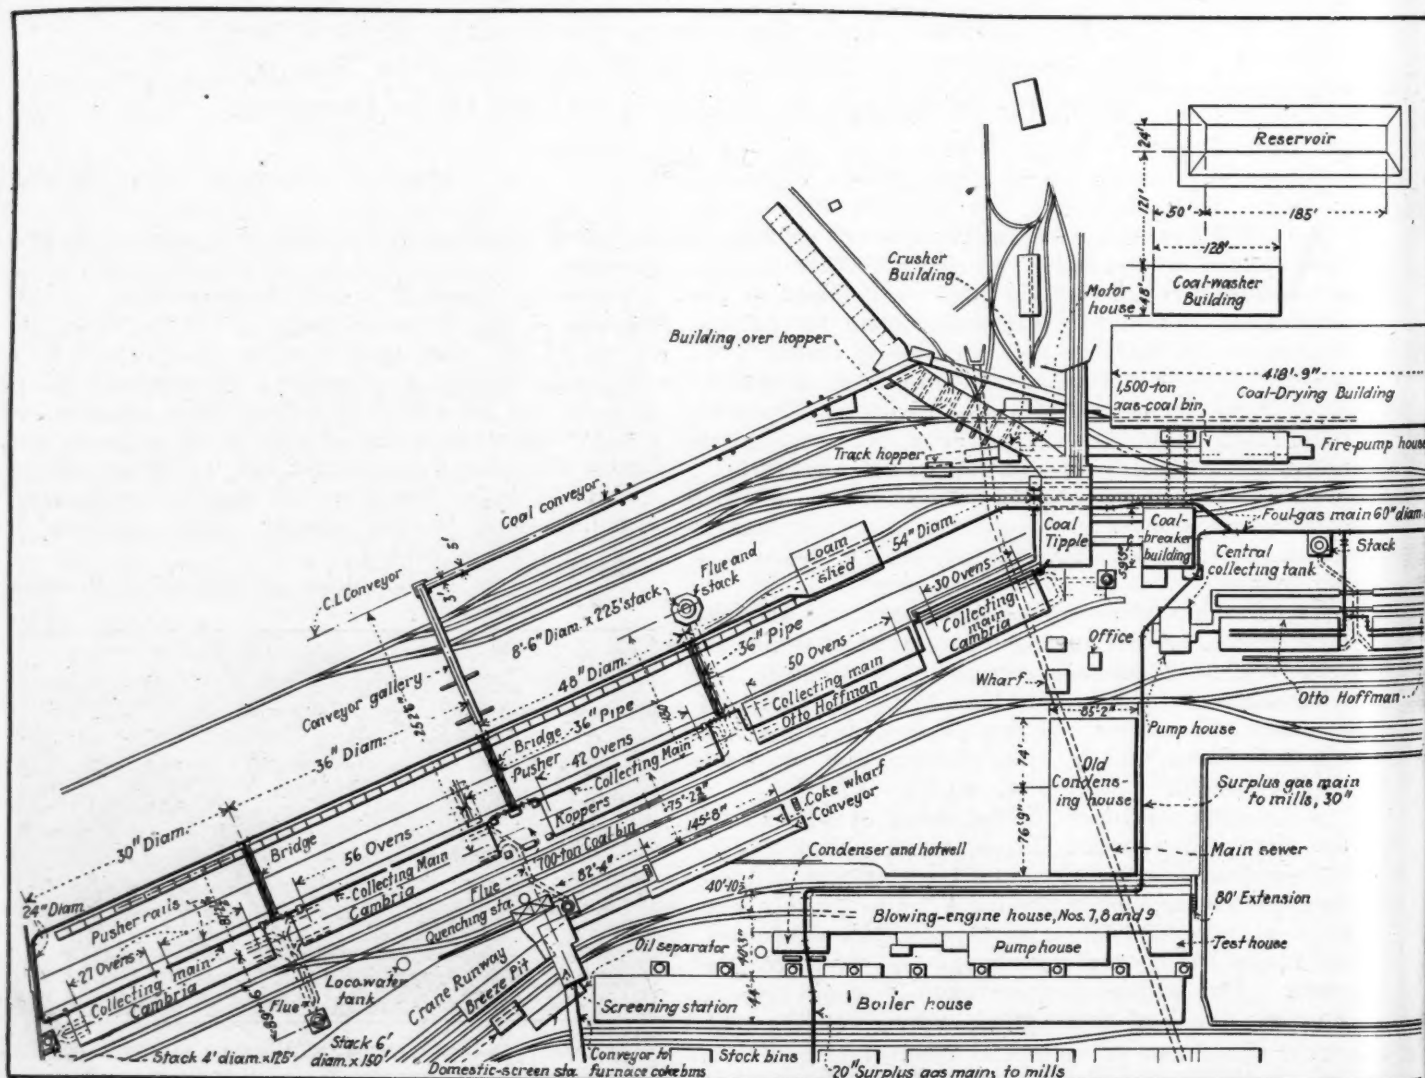 Reservoir
24'
121'
50'
185'
128'
48'
Coal-washer
Building
Crusher
Building
Motor
house
Building over hopper
418'-9"
1,500-ton
gas-coal bin
Coal-Drying Building
Track hopper
Fire-pump house
Coal conveyor
Coal
Tipple
Coal-
breaker
building
Foul-gas main 60" diam
Central
collecting tank
Stack
54" Diam.
Loam
shed
Flue and
stack
C.L. Conveyor
8'-6" Diam. x 225' stack
30 Ovens
Collecting
main
Cambria
36" Pipe
50 Ovens
Collecting main
Otto Hoffman
Office
Wharf
85'-2"
Otto Hoffman
Pump house
48" Diam.
Conveyor gallery
36" Diam.
Bridge
36" Pipe
Pusher
47 Ovens
Collecting Main
Koppers
75'-2¾"
145'-8"
Coke wharf
Conveyor
74'
76'9"
Old
Condens-
ing house
Surplus gas main
to mills, 30"
Main sewer
30" Diam.
Bridge
56 Ovens
Collecting Main
Cambria
700-ton Coal bin
82'-4"
Flue
Quenching sta.
Condenser and hotwell
40'-10½"
80' Extension
24" Diam.
Pusher rails
27 Ovens
Collecting
main
Cambria
Loco. water
tank
Flue
Crane Runway
Breeze Pit
Oil separator
Blowing-engine house, Nos. 7, 8 and 9
Pump house
Test house
44'
Screening station
Boiler house
Stack 4' diam. x 125'
Stack 6'
diam. x 150'
Domestic-screen sta.
Conveyor to
furnace coke bins
Stock bins
20" Surplus gas main, to mills